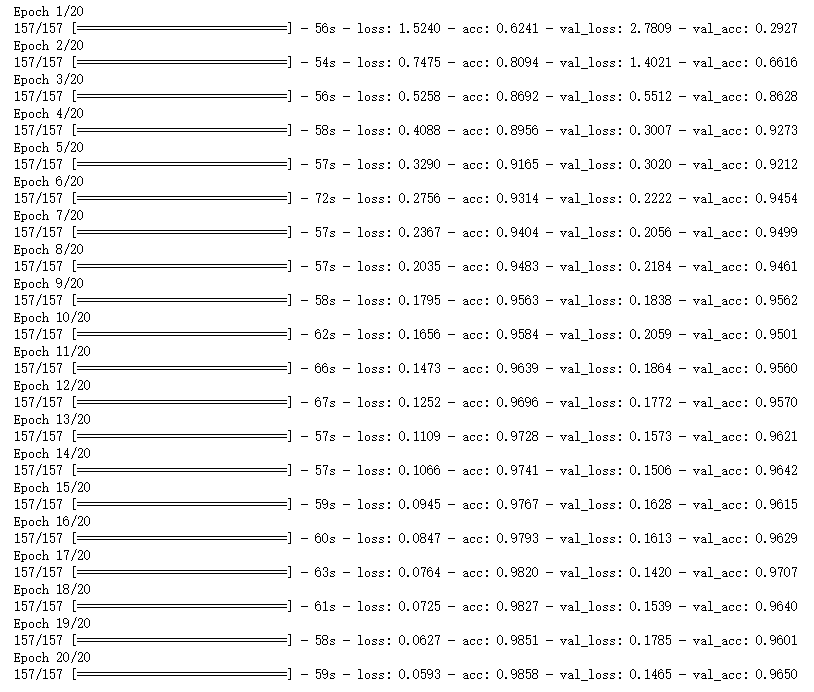 Epoch 1/20
157/157 [==============================] - 56s - loss: 1.5240 - acc: 0.6241 - val_loss: 2.7809 - val_acc: 0.2927
Epoch 2/20
157/157 [==============================] - 54s - loss: 0.7475 - acc: 0.8094 - val_loss: 1.4021 - val_acc: 0.6616
Epoch 3/20
157/157 [==============================] - 56s - loss: 0.5258 - acc: 0.8692 - val_loss: 0.5512 - val_acc: 0.8628
Epoch 4/20
157/157 [==============================] - 58s - loss: 0.4088 - acc: 0.8956 - val_loss: 0.3007 - val_acc: 0.9273
Epoch 5/20
157/157 [==============================] - 57s - loss: 0.3290 - acc: 0.9165 - val_loss: 0.3020 - val_acc: 0.9212
Epoch 6/20
157/157 [==============================] - 72s - loss: 0.2756 - acc: 0.9314 - val_loss: 0.2222 - val_acc: 0.9454
Epoch 7/20
157/157 [==============================] - 57s - loss: 0.2367 - acc: 0.9404 - val_loss: 0.2056 - val_acc: 0.9499
Epoch 8/20
157/157 [==============================] - 57s - loss: 0.2035 - acc: 0.9483 - val_loss: 0.2184 - val_acc: 0.9461
Epoch 9/20
157/157 [==============================] - 58s - loss: 0.1795 - acc: 0.9563 - val_loss: 0.1838 - val_acc: 0.9562
Epoch 10/20
157/157 [==============================] - 62s - loss: 0.1656 - acc: 0.9584 - val_loss: 0.2059 - val_acc: 0.9501
Epoch 11/20
157/157 [==============================] - 66s - loss: 0.1473 - acc: 0.9639 - val_loss: 0.1864 - val_acc: 0.9560
Epoch 12/20
157/157 [==============================] - 67s - loss: 0.1252 - acc: 0.9696 - val_loss: 0.1772 - val_acc: 0.9570
Epoch 13/20
157/157 [==============================] - 57s - loss: 0.1109 - acc: 0.9728 - val_loss: 0.1573 - val_acc: 0.9621
Epoch 14/20
157/157 [==============================] - 57s - loss: 0.1066 - acc: 0.9741 - val_loss: 0.1506 - val_acc: 0.9642
Epoch 15/20
157/157 [==============================] - 59s - loss: 0.0945 - acc: 0.9767 - val_loss: 0.1628 - val_acc: 0.9615
Epoch 16/20
157/157 [==============================] - 60s - loss: 0.0847 - acc: 0.9793 - val_loss: 0.1613 - val_acc: 0.9629
Epoch 17/20
157/157 [==============================] - 63s - loss: 0.0764 - acc: 0.9820 - val_loss: 0.1420 - val_acc: 0.9707
Epoch 18/20
157/157 [==============================] - 61s - loss: 0.0725 - acc: 0.9827 - val_loss: 0.1539 - val_acc: 0.9640
Epoch 19/20
157/157 [==============================] - 58s - loss: 0.0627 - acc: 0.9851 - val_loss: 0.1785 - val_acc: 0.9601
Epoch 20/20
157/157 [==============================] - 59s - loss: 0.0593 - acc: 0.9858 - val_loss: 0.1465 - val_acc: 0.9650